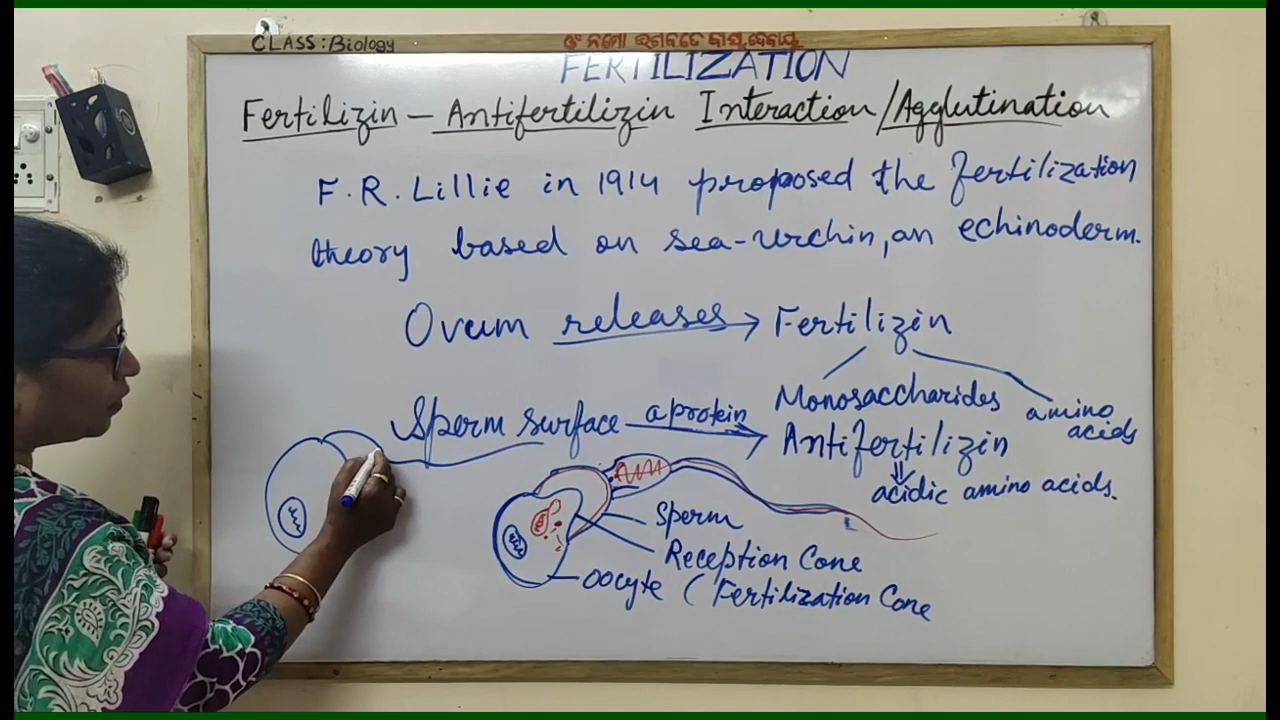 CLASS: Biology
ଓଁ ନମୋ ଭଗବତେ ବାସୁଦେବାୟ
FERTILIZATION
Fertilizin – Antifertilizin Interaction/Agglutination
F.R. Lillie in 1914 proposed the fertilization
theory based on sea-urchin, an echinoderm.
Ovum releases → Fertilizin
Monosaccharides
amino acids
Sperm surface a protein → Antifertilizin
⇓
acidic amino acids.
Sperm
Reception Cone
Oocyte (Fertilization Cone